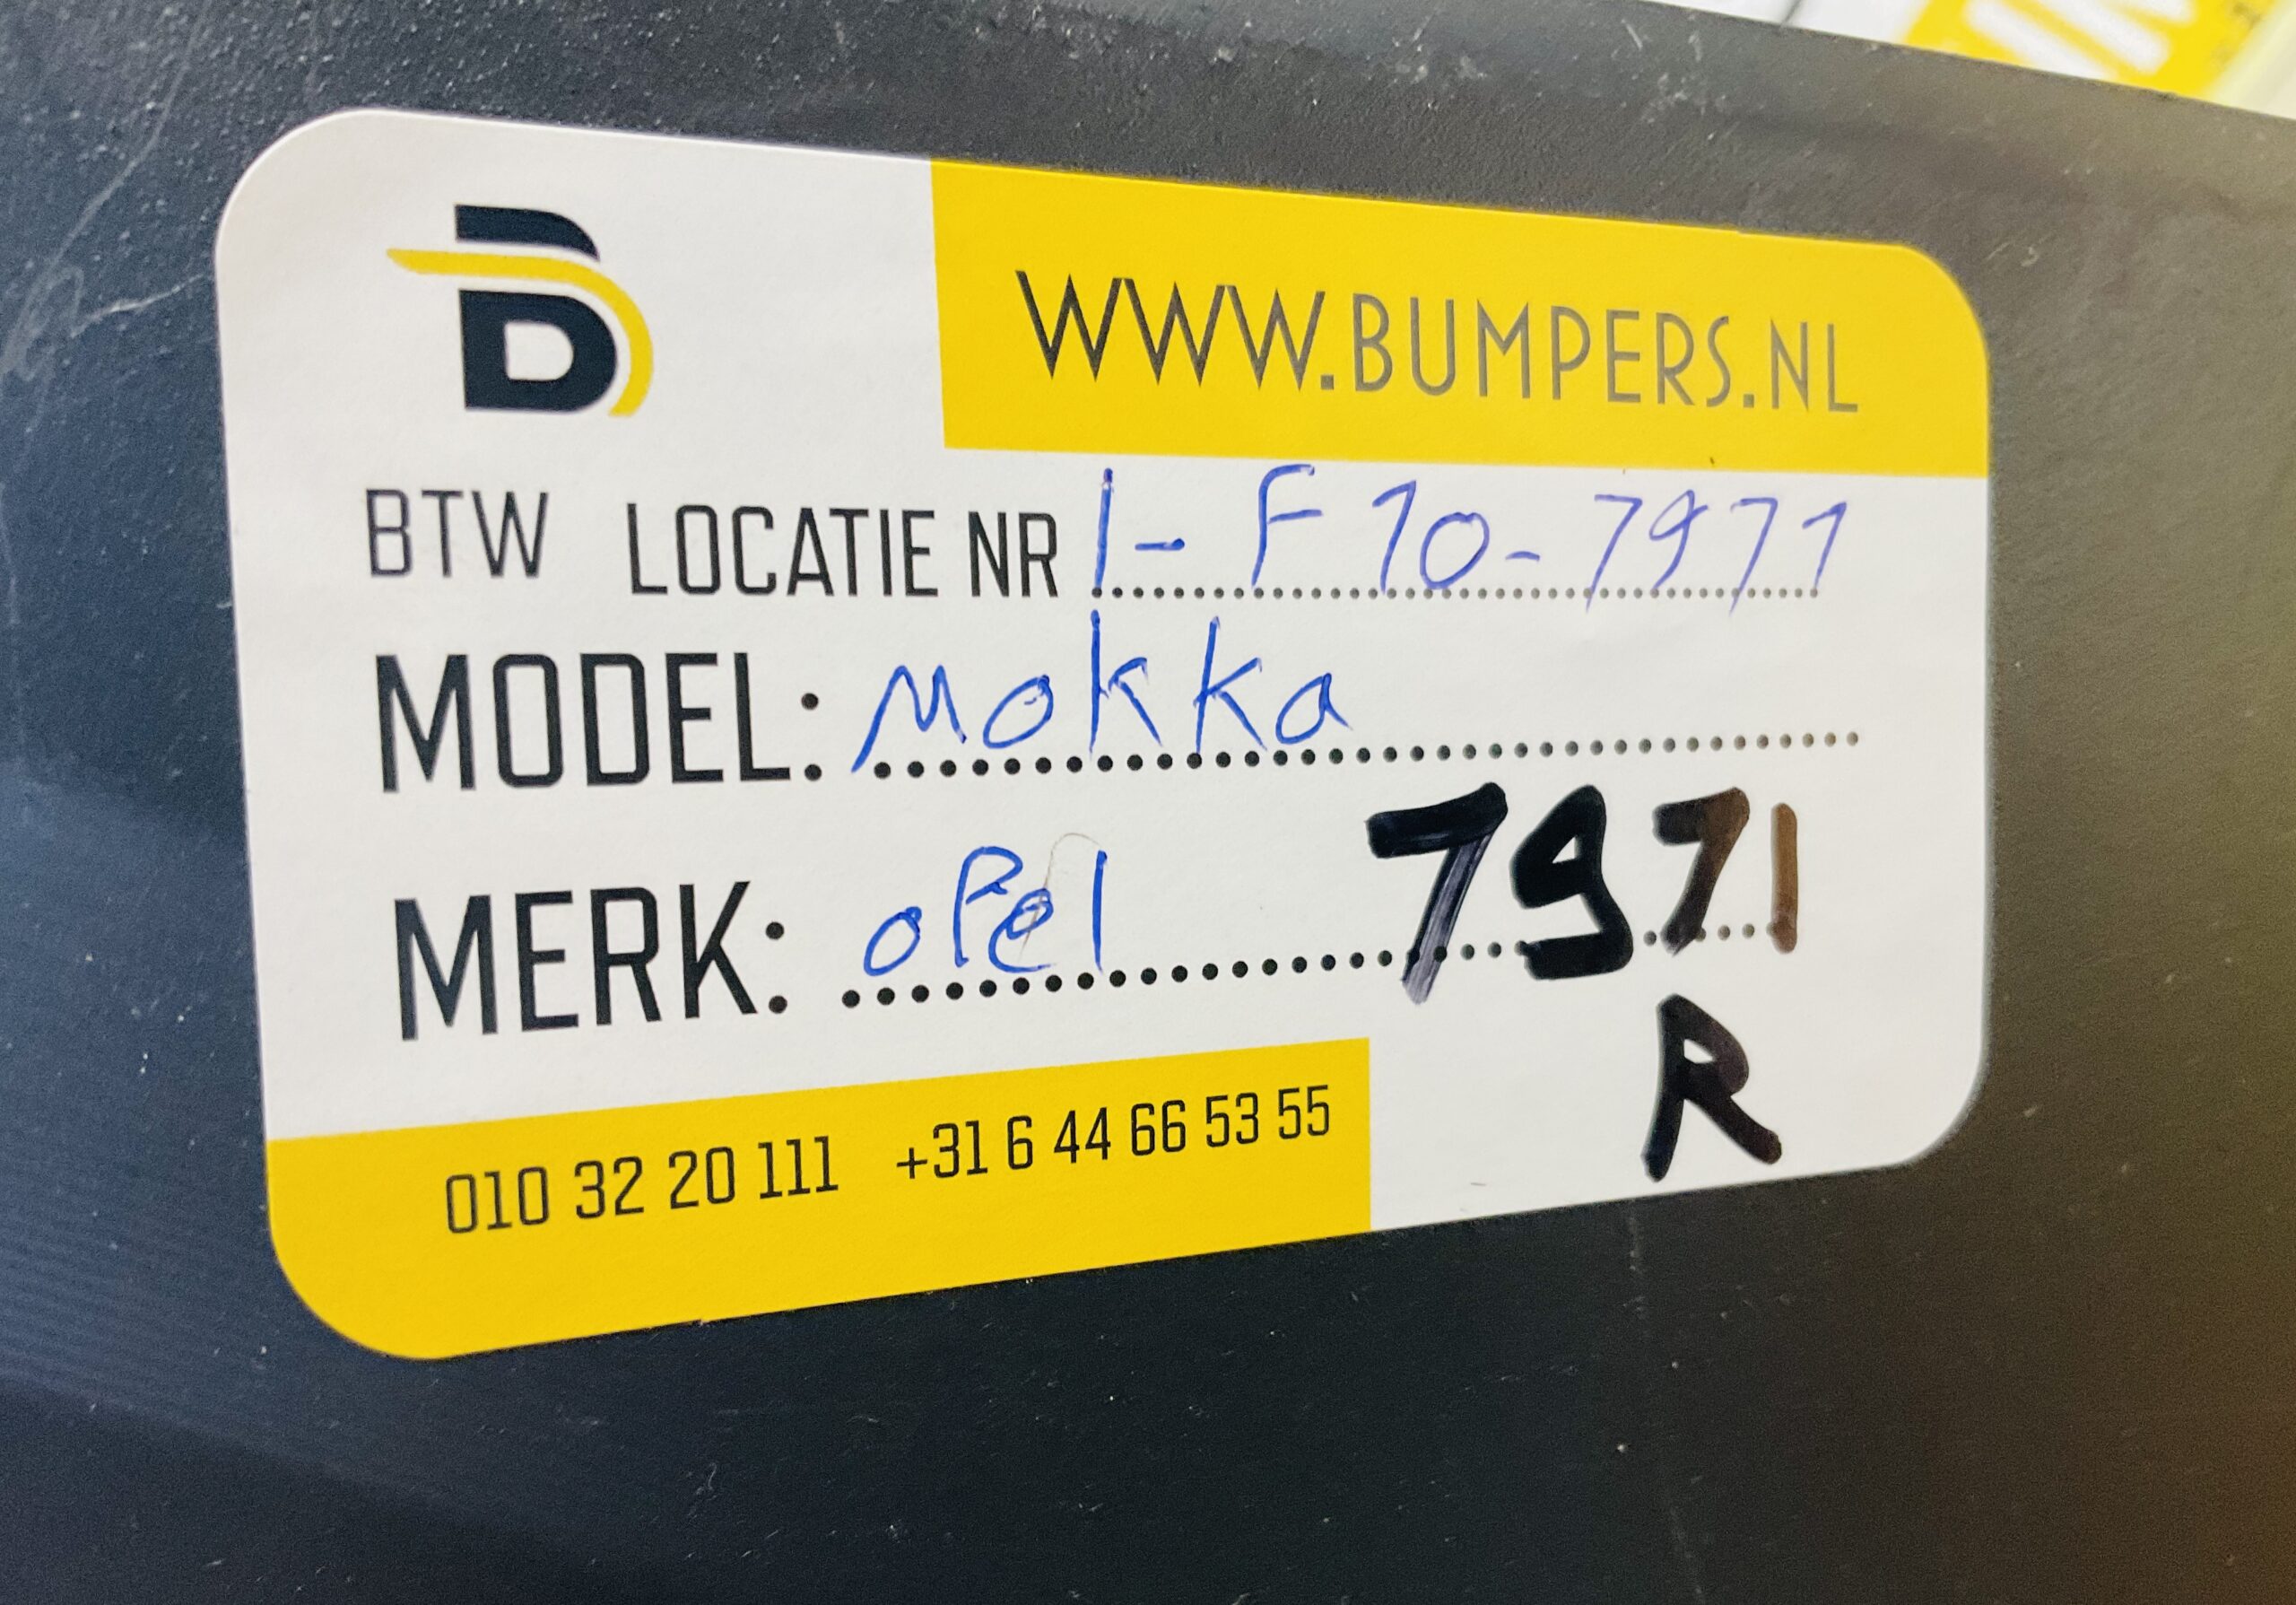 B
WWW.BUMPERS.NL
BTW LOCATIE NR I-F10-7971
MODEL: Mokka
MERK: opel 7971
R
010 32 20 111 +31 6 44 66 53 55